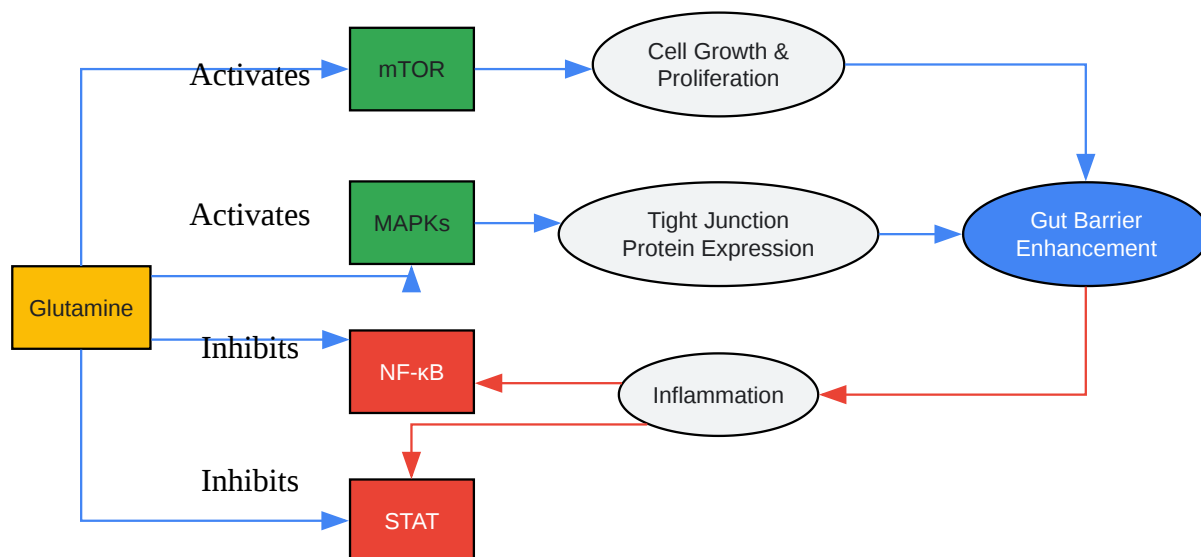 Activates
mTOR
Cell Growth &
Proliferation
Activates
MAPKs
Tight Junction
Protein Expression
Gut Barrier
Enhancement
Glutamine
Inhibits
NF-κB
Inflammation
Inhibits
STAT